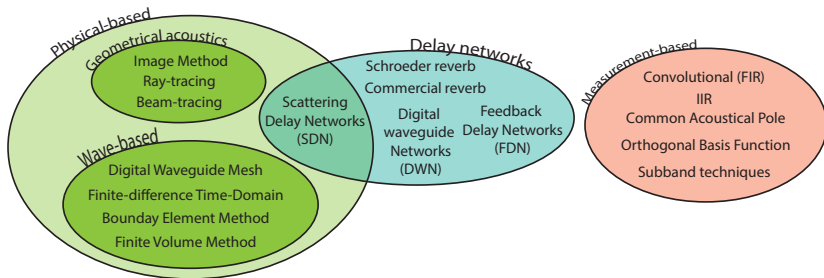 Physical-based
Geometrical acoustics
Image Method
Ray-tracing
Beam-tracing
Wave-based
Digital Waveguide Mesh
Finite-difference Time-Domain
Bounday Element Method
Finite Volume Method
Scattering
Delay Networks
(SDN)
Delay networks
Schroeder reverb
Commercial reverb
Digital
waveguide
Networks
(DWN)
Feedback
Delay Networks
(FDN)
Measurement-based
Convolutional (FIR)
IIR
Common Acoustical Pole
Orthogonal Basis Function
Subband techniques